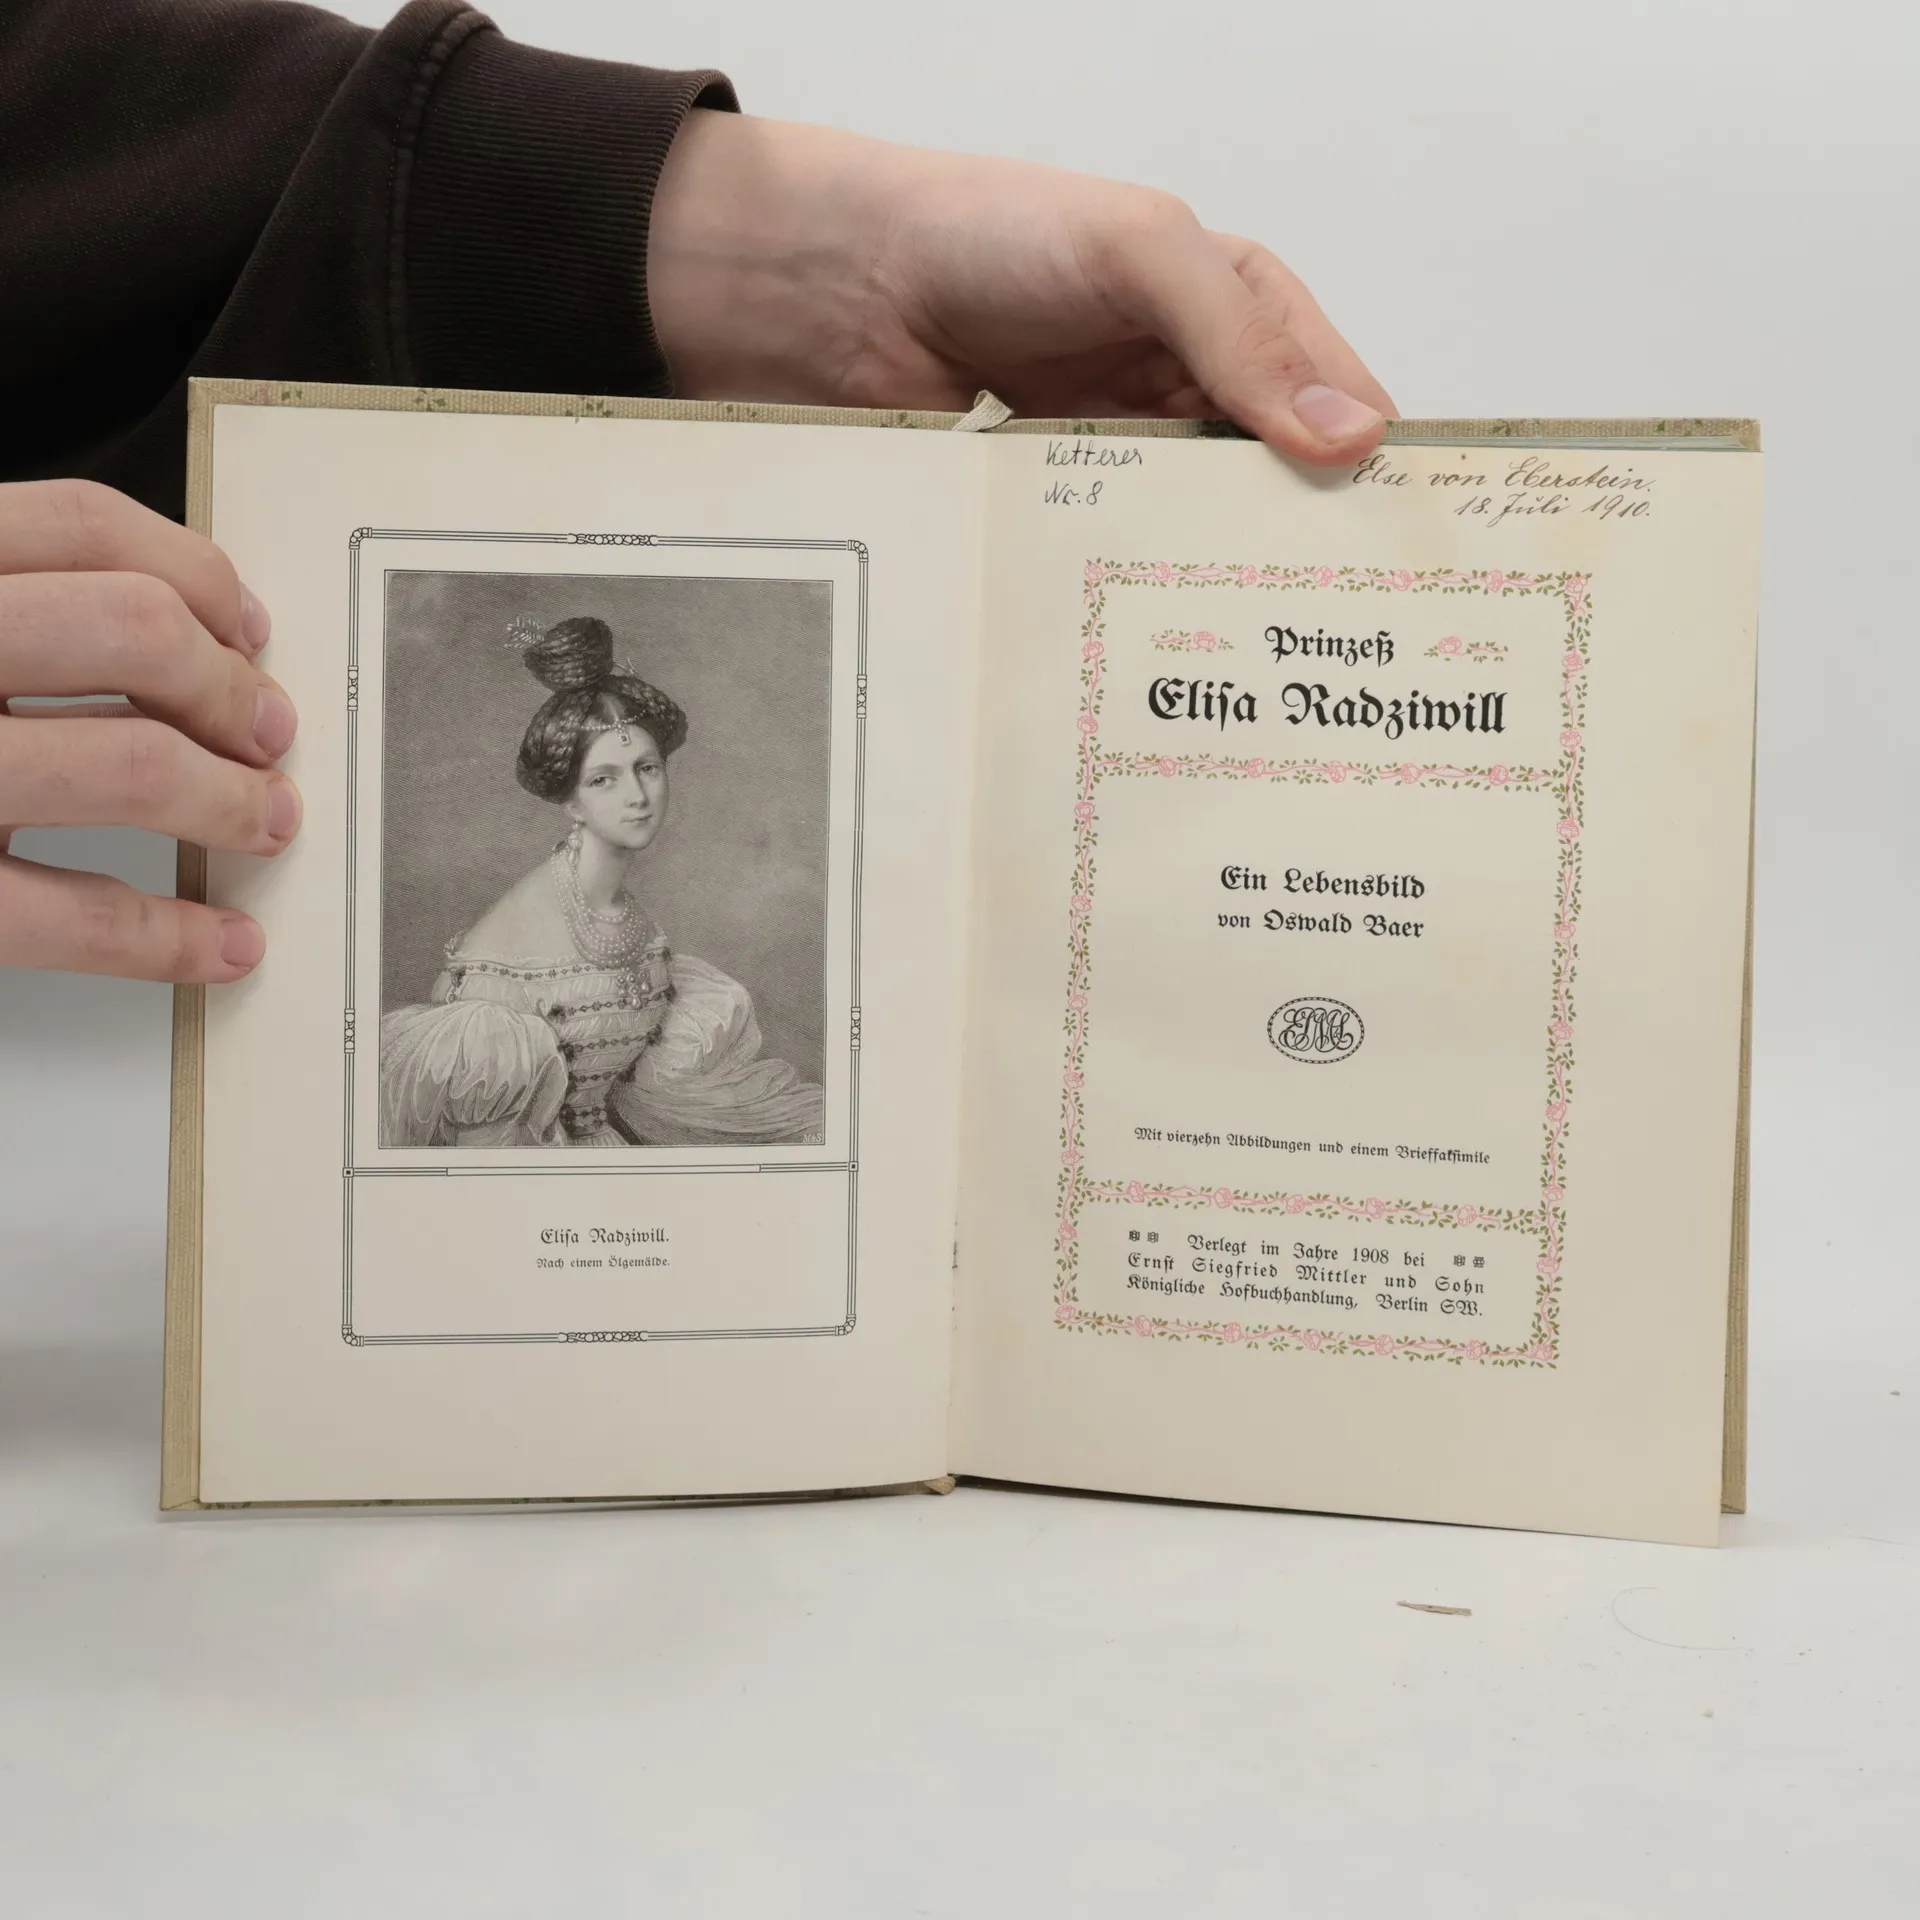 Elisa Radziwill.
Nach einem Ölgemälde.
Ketterer
Nr. 8
Else von Eberstein.
18. Juli 1910.
Prinzeß
Elisa Radziwill
Ein Lebensbild
von Oswald Baer
Mit vierzehn Abbildungen und einem Brieffaksimile
Verlegt im Jahre 1908 bei
Ernst Siegfried Mittler und Sohn
Königliche Hofbuchhandlung, Berlin SW.